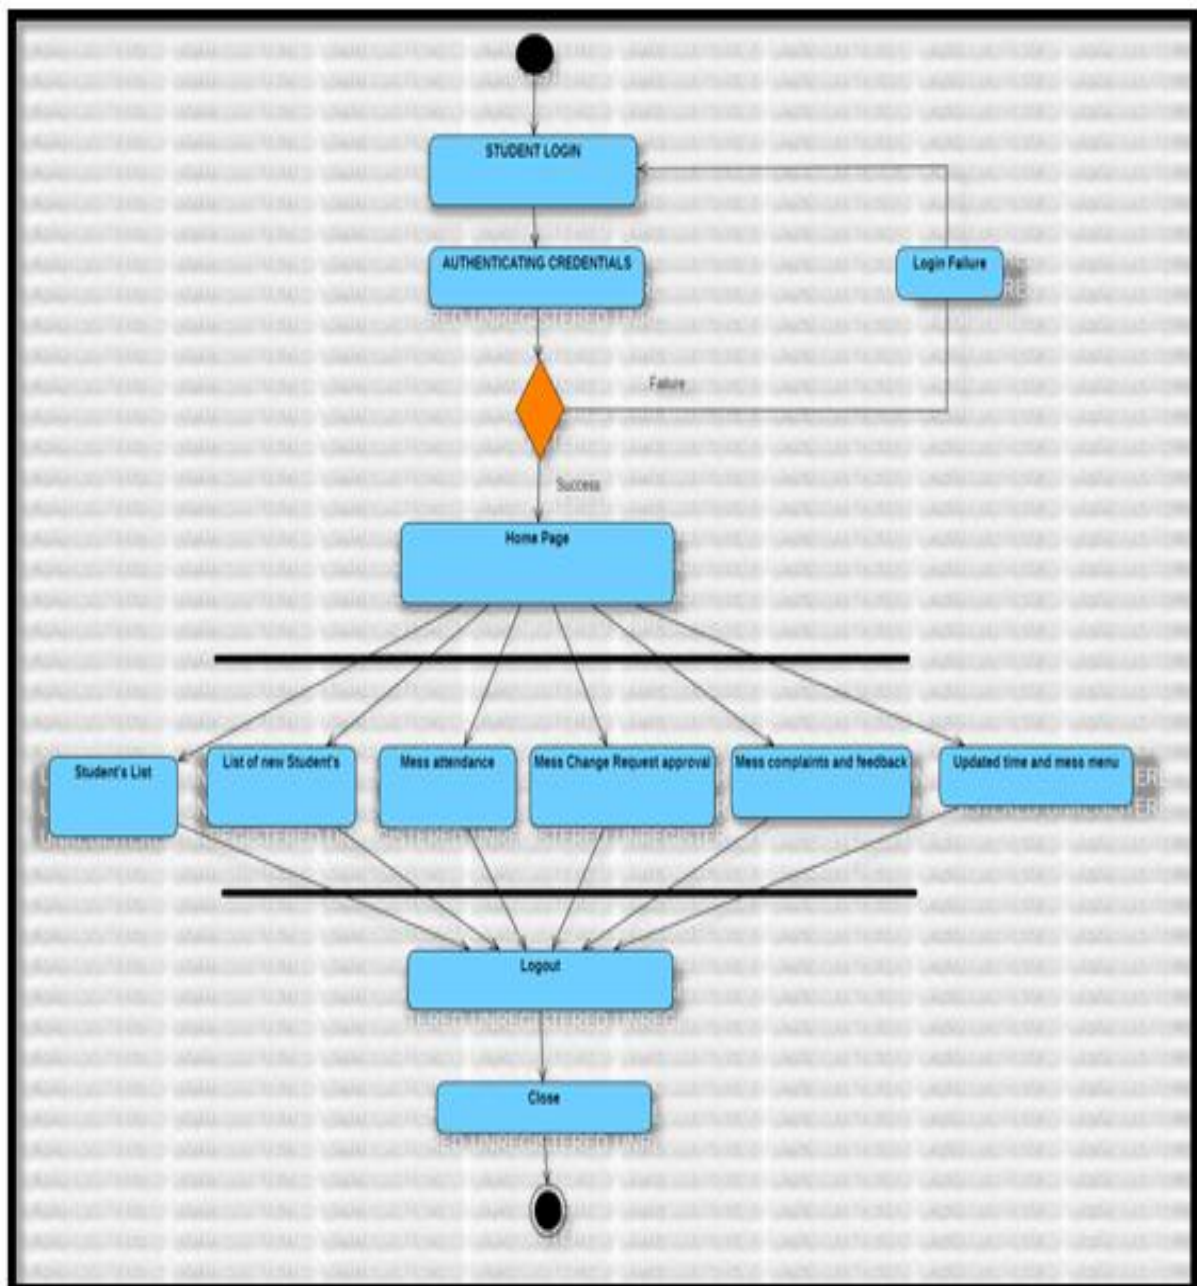 STUDENT LOGIN
AUTHENTICATING CREDENTIALS
Login Failure
Failure
Success
Home Page
Student's List
List of new Student's
Mess attendance
Mess Change Request approval
Mess complaints and feedback
Updated time and mess menu
Logout
Close